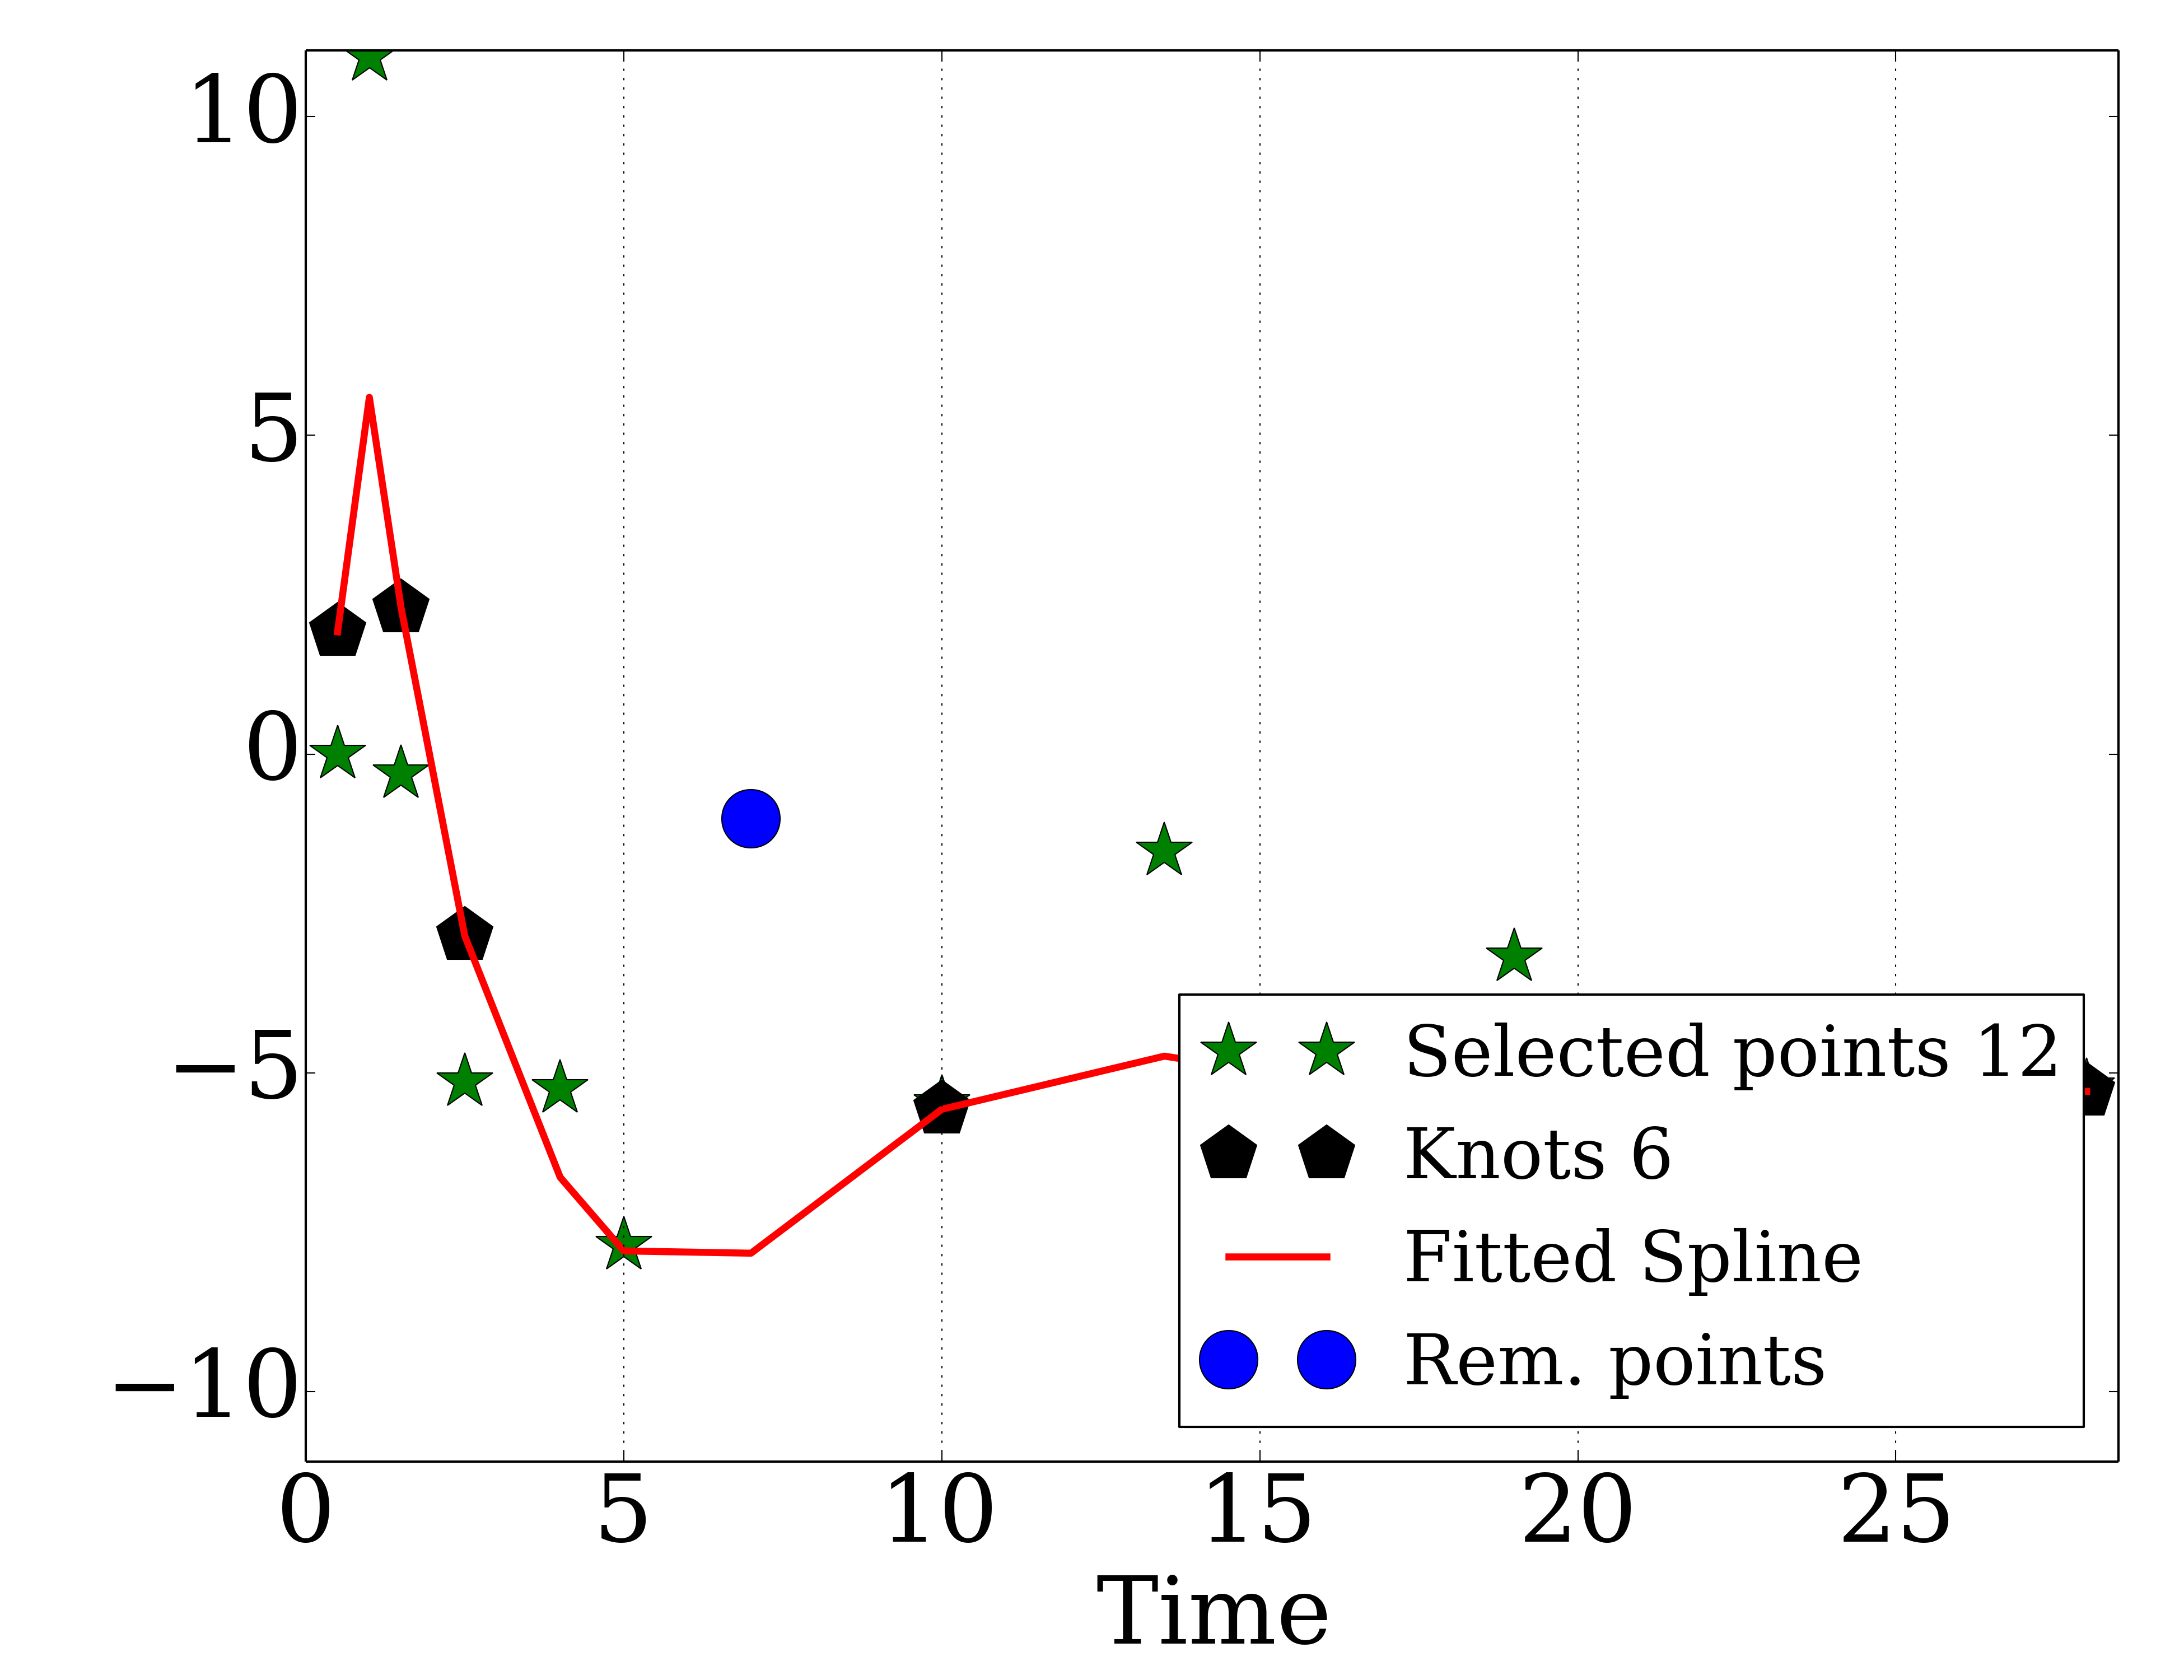 10
5
0
−5
−10
Selected points 12
Knots 6
Fitted Spline
Rem. points
0 5 10 15 20 25
Time